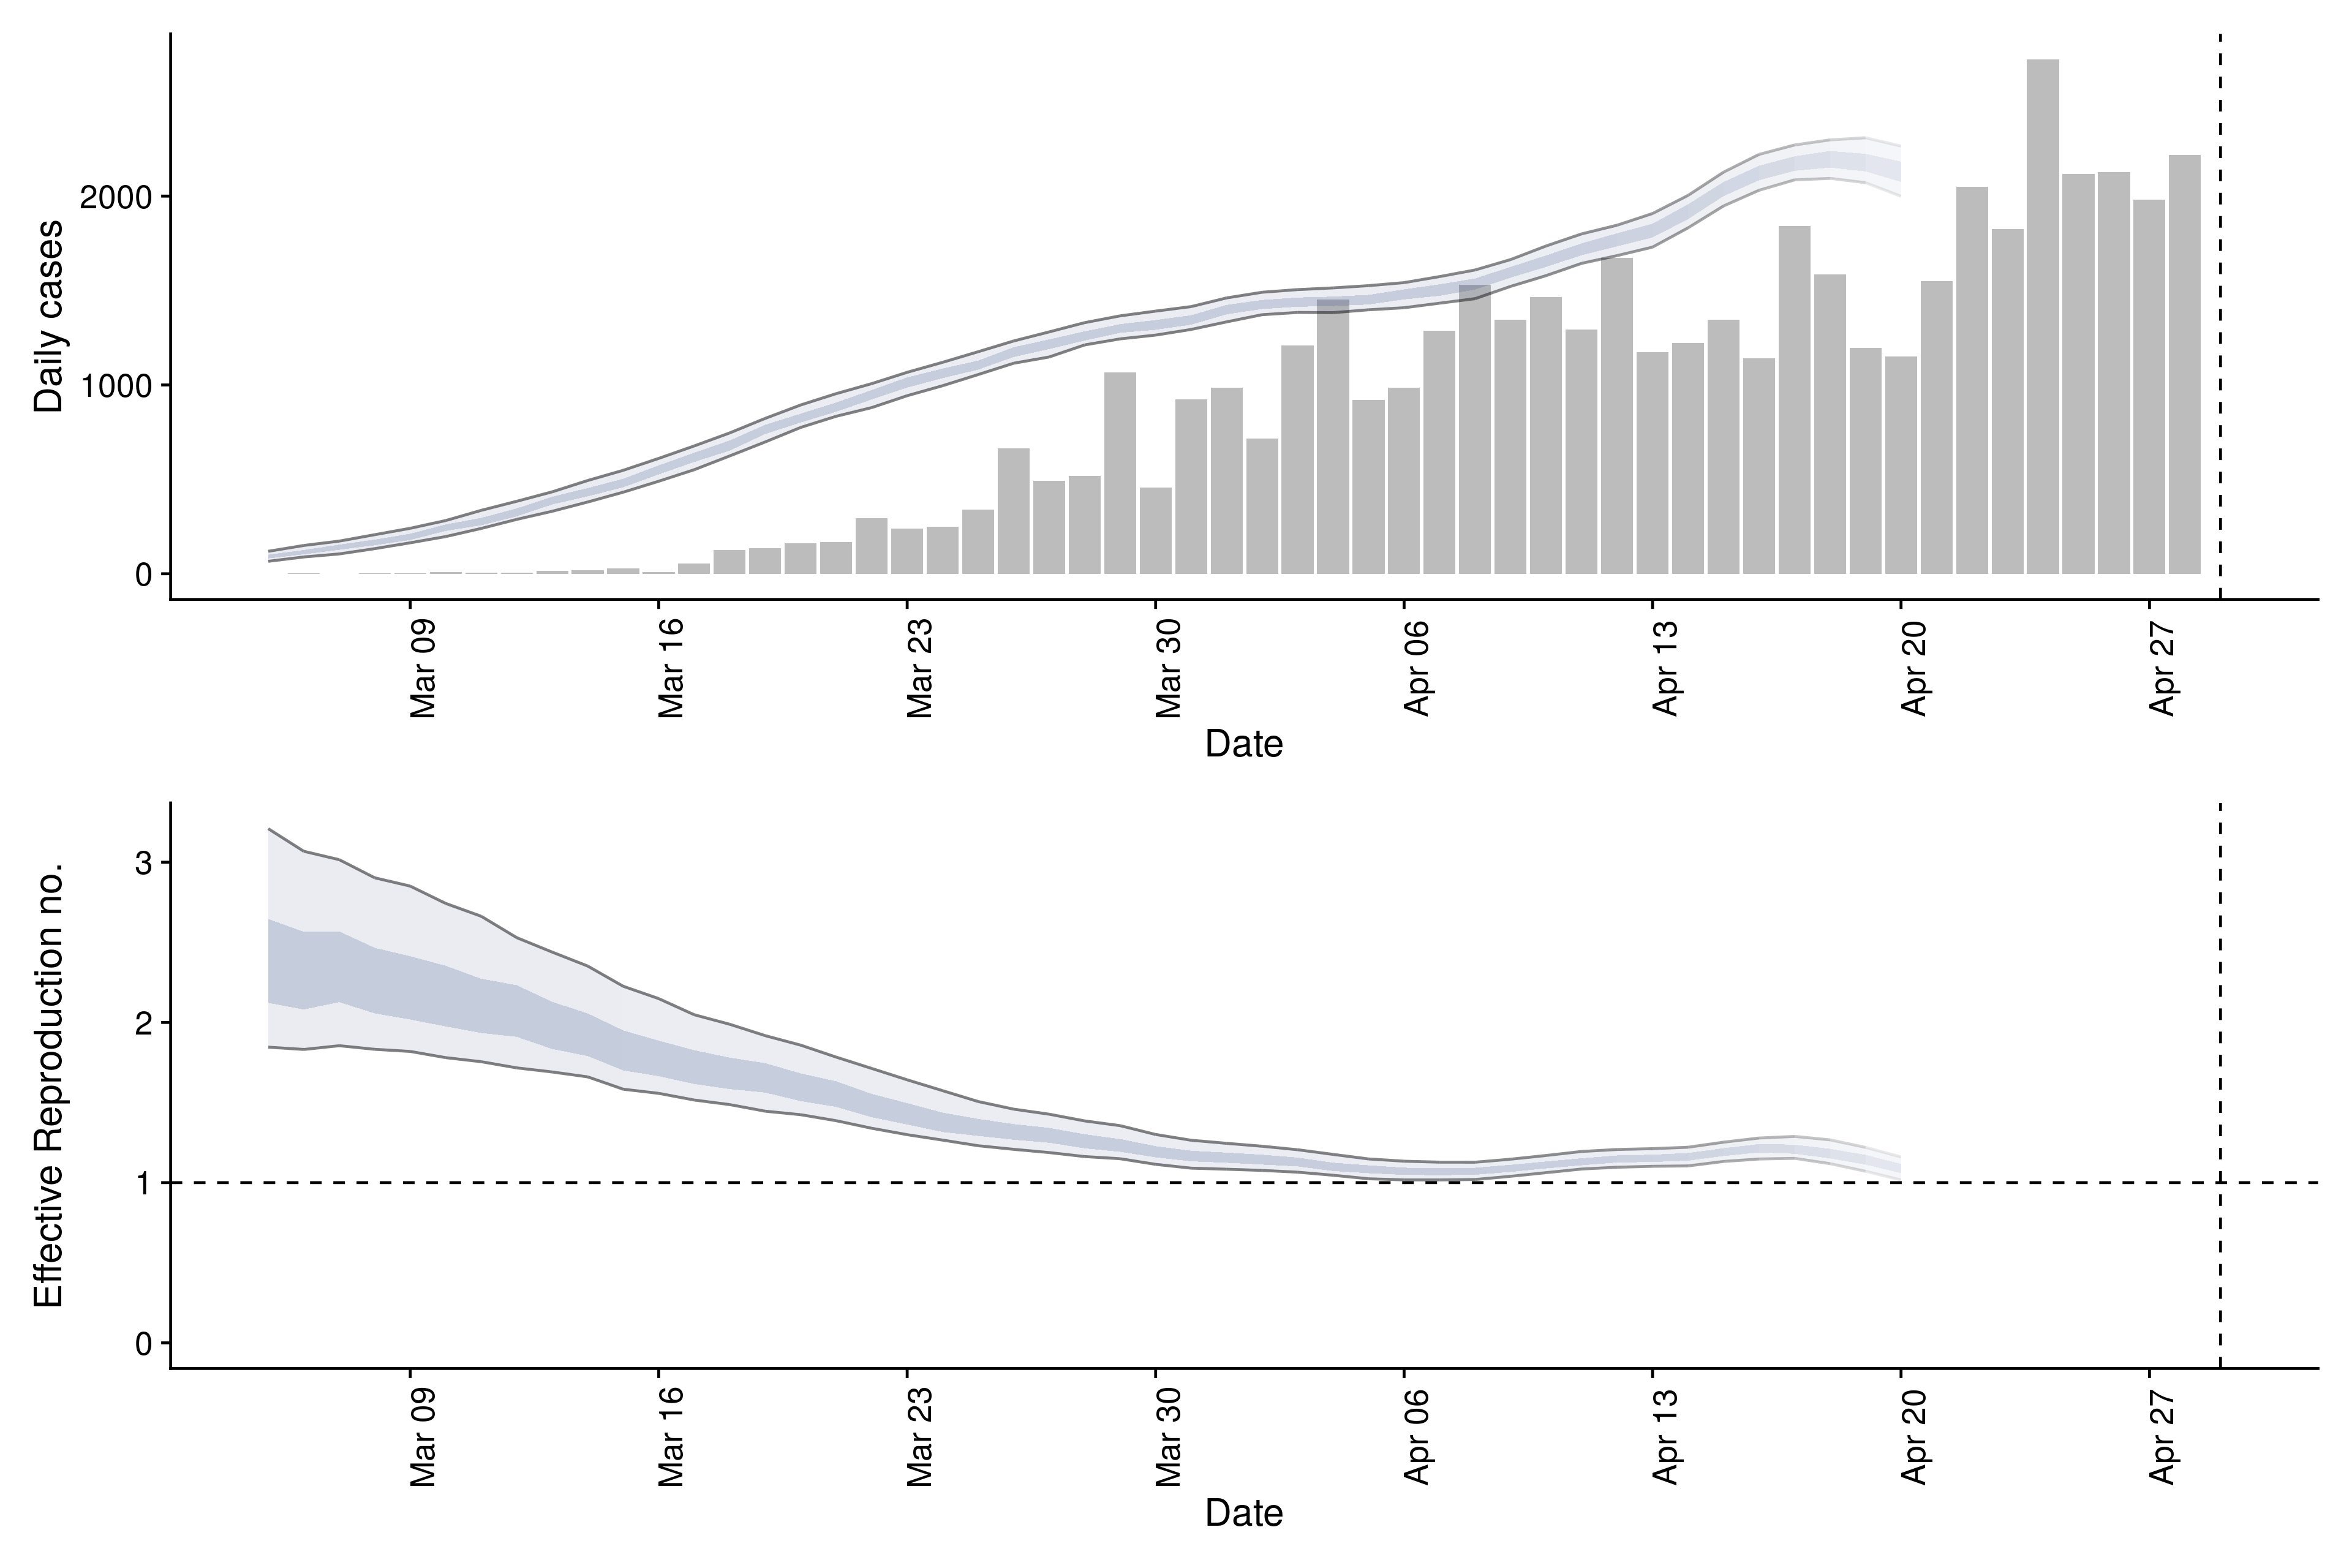 Daily cases
2000
1000
0
Mar 09
Mar 16
Mar 23
Mar 30
Apr 06
Apr 13
Apr 20
Apr 27
Date
Effective Reproduction no.
3
2
1
0
Mar 09
Mar 16
Mar 23
Mar 30
Apr 06
Apr 13
Apr 20
Apr 27
Date